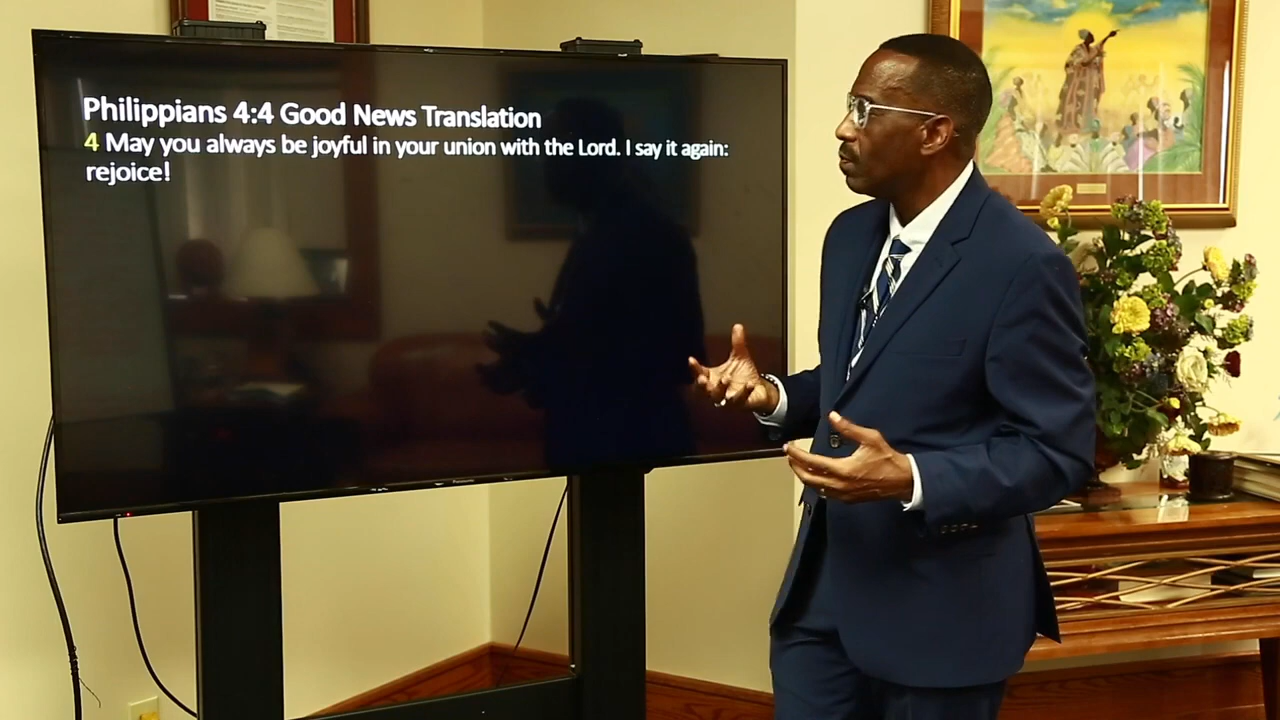 Philippians 4:4 Good News Translation
4 May you always be joyful in your union with the Lord. I say it again:
rejoice!
Panasonic